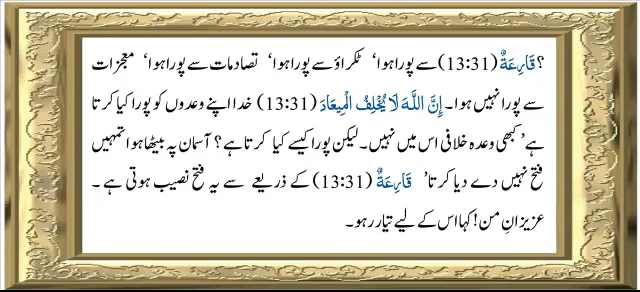 ؟ قَارِعَةٌ (13:31) سے پورا ہوا‘ ٹکراؤ سے پورا ہوا‘ تصادمات سے پورا ہوا‘ معجزات
سے پورا نہیں ہوا۔ اِنَّ اللّٰهَ لَا يُخْلِفُ الْمِيعَادَ (13:31) خدا اپنے وعدوں کو پورا کیا کرتا
ہے‘ کبھی وعدہ خلافی اس میں نہیں۔ لیکن پورا کیسے کیا کرتا ہے؟ آسمان پہ بیٹھا ہوا تمہیں
فتح نہیں دے دیا کرتا‘ قَارِعَةٌ (13:31) کے ذریعے سے یہ فتح نصیب ہوتی ہے۔
عزیزانِ من! کہا اس کے لیے تیار رہو۔